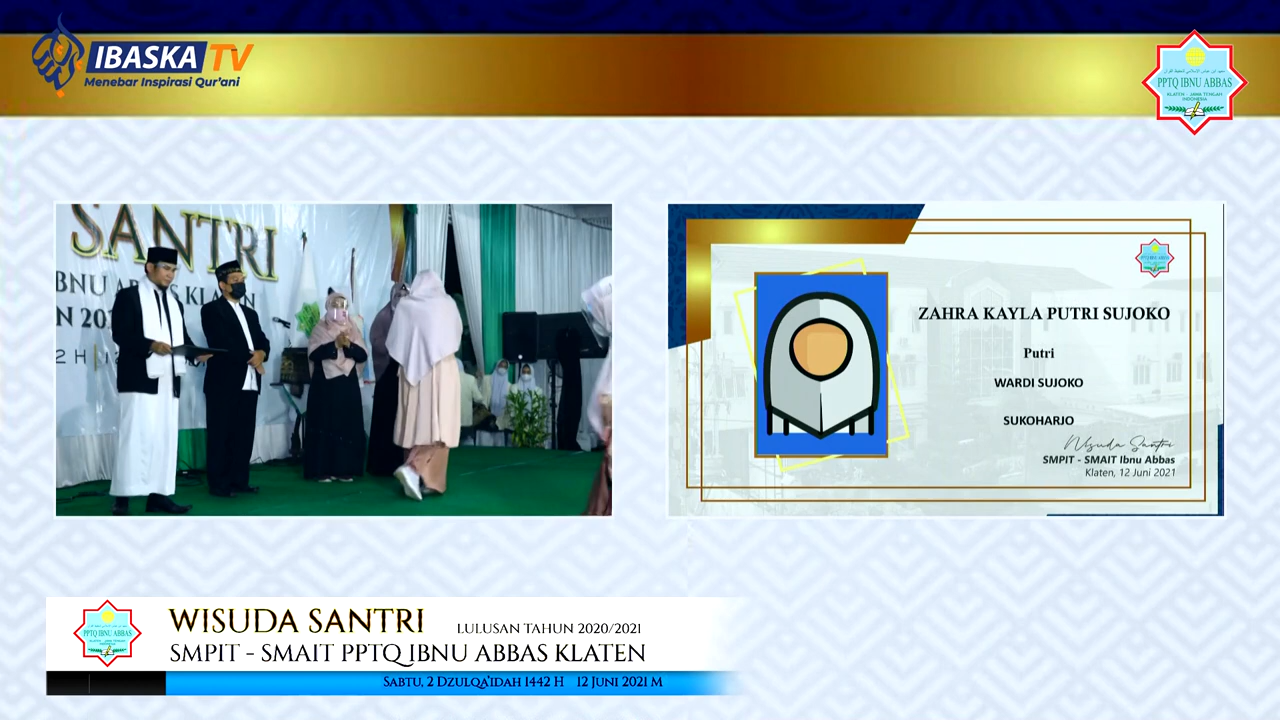 IBASKA TV
Menebar Inspirasi Qur'ani
PPTQ IBNU ABBAS
KLATEN - JAWA TENGAH
INDONESIA
SANTRI
IBNU ABBAS KLATEN
N 202
2 H
ZAHRA KAYLA PUTRI SUJOKO
Putri
WARDI SUJOKO
SUKOHARJO
Wisuda Santri
SMPIT - SMAIT Ibnu Abbas
Klaten, 12 Juni 2021
PPTQ IBNU ABBAS
WISUDA SANTRI LULUSAN TAHUN 2020/2021
SMPIT - SMAIT PPTQ IBNU ABBAS KLATEN
SABTU, 2 DZULQA'IDAH 1442 H 12 JUNI 2021 M